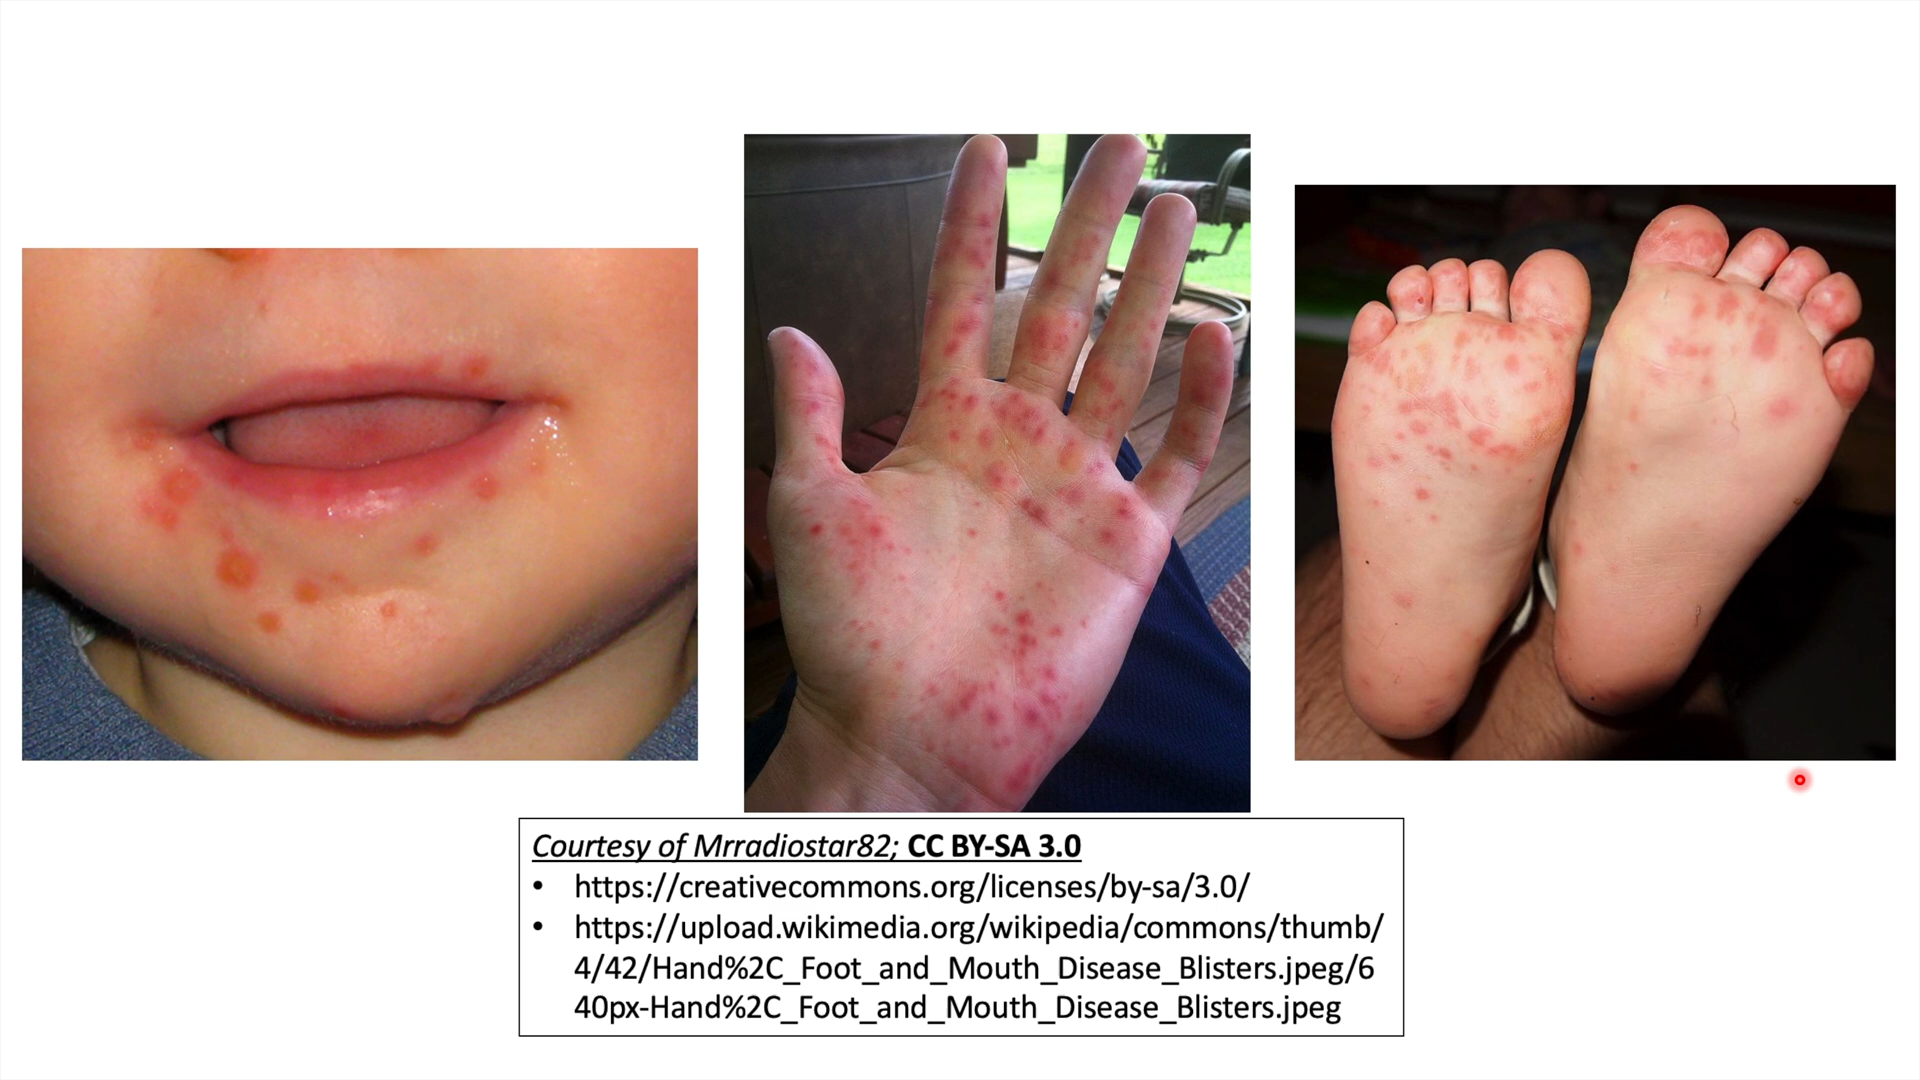 Courtesy of Mrradiostar82; CC BY-SA 3.0
• https://creativecommons.org/licenses/by-sa/3.0/
• https://upload.wikimedia.org/wikipedia/commons/thumb/
4/42/Hand%2C_Foot_and_Mouth_Disease_Blisters.jpeg/6
40px-Hand%2C_Foot_and_Mouth_Disease_Blisters.jpeg